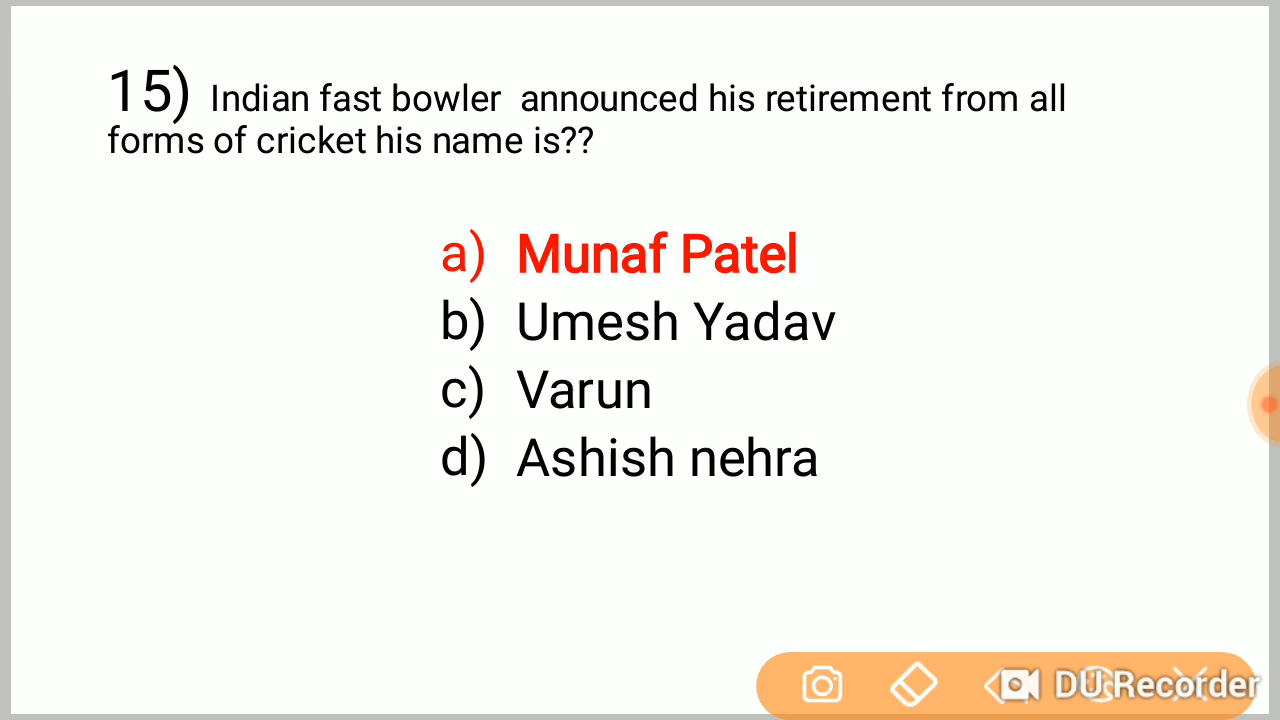 15) Indian fast bowler announced his retirement from all
forms of cricket his name is??
a) Munaf Patel
b) Umesh Yadav
c) Varun
d) Ashish nehra
DU Recorder